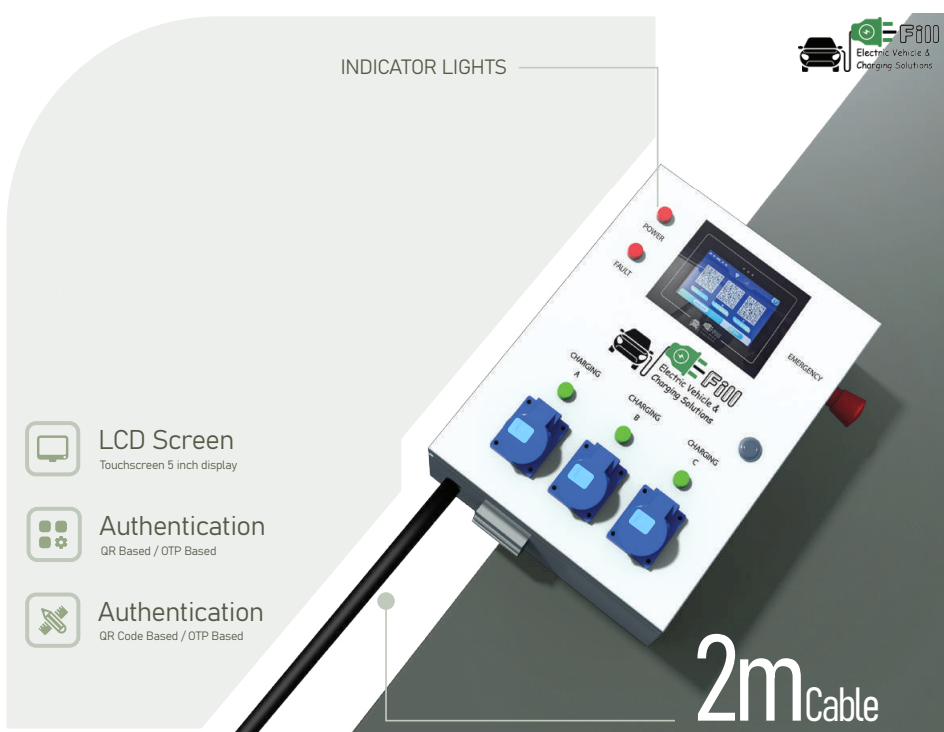 INDICATOR LIGHTS
Fill
Electric Vehicle &
Charging Solutions
POWER
FAULT
EMERGENCY
Fill
Electric Vehicle &
Charging Solutions
CHARGING
A
CHARGING
B
CHARGING
C
LCD Screen
Touchscreen 5 inch display
Authentication
QR Based / OTP Based
Authentication
QR Code Based / OTP Based
2m Cable